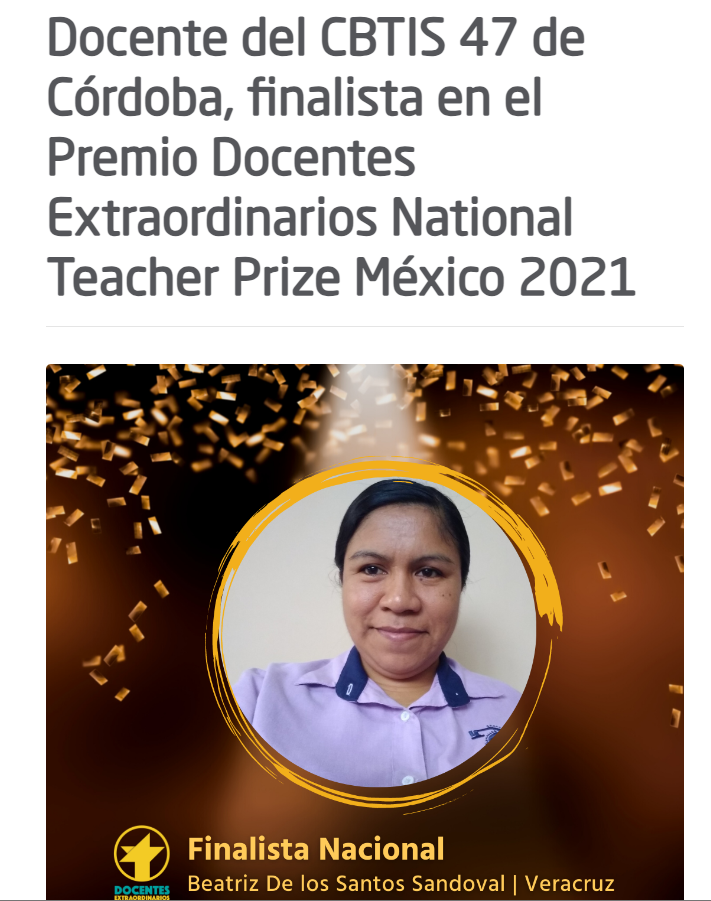 Docente del CBTIS 47 de
Córdoba, finalista en el
Premio Docentes
Extraordinarios National
Teacher Prize México 2021
Finalista Nacional
Beatriz De los Santos Sandoval | Veracruz
DOCENTES
EXTRAORDINARIOS